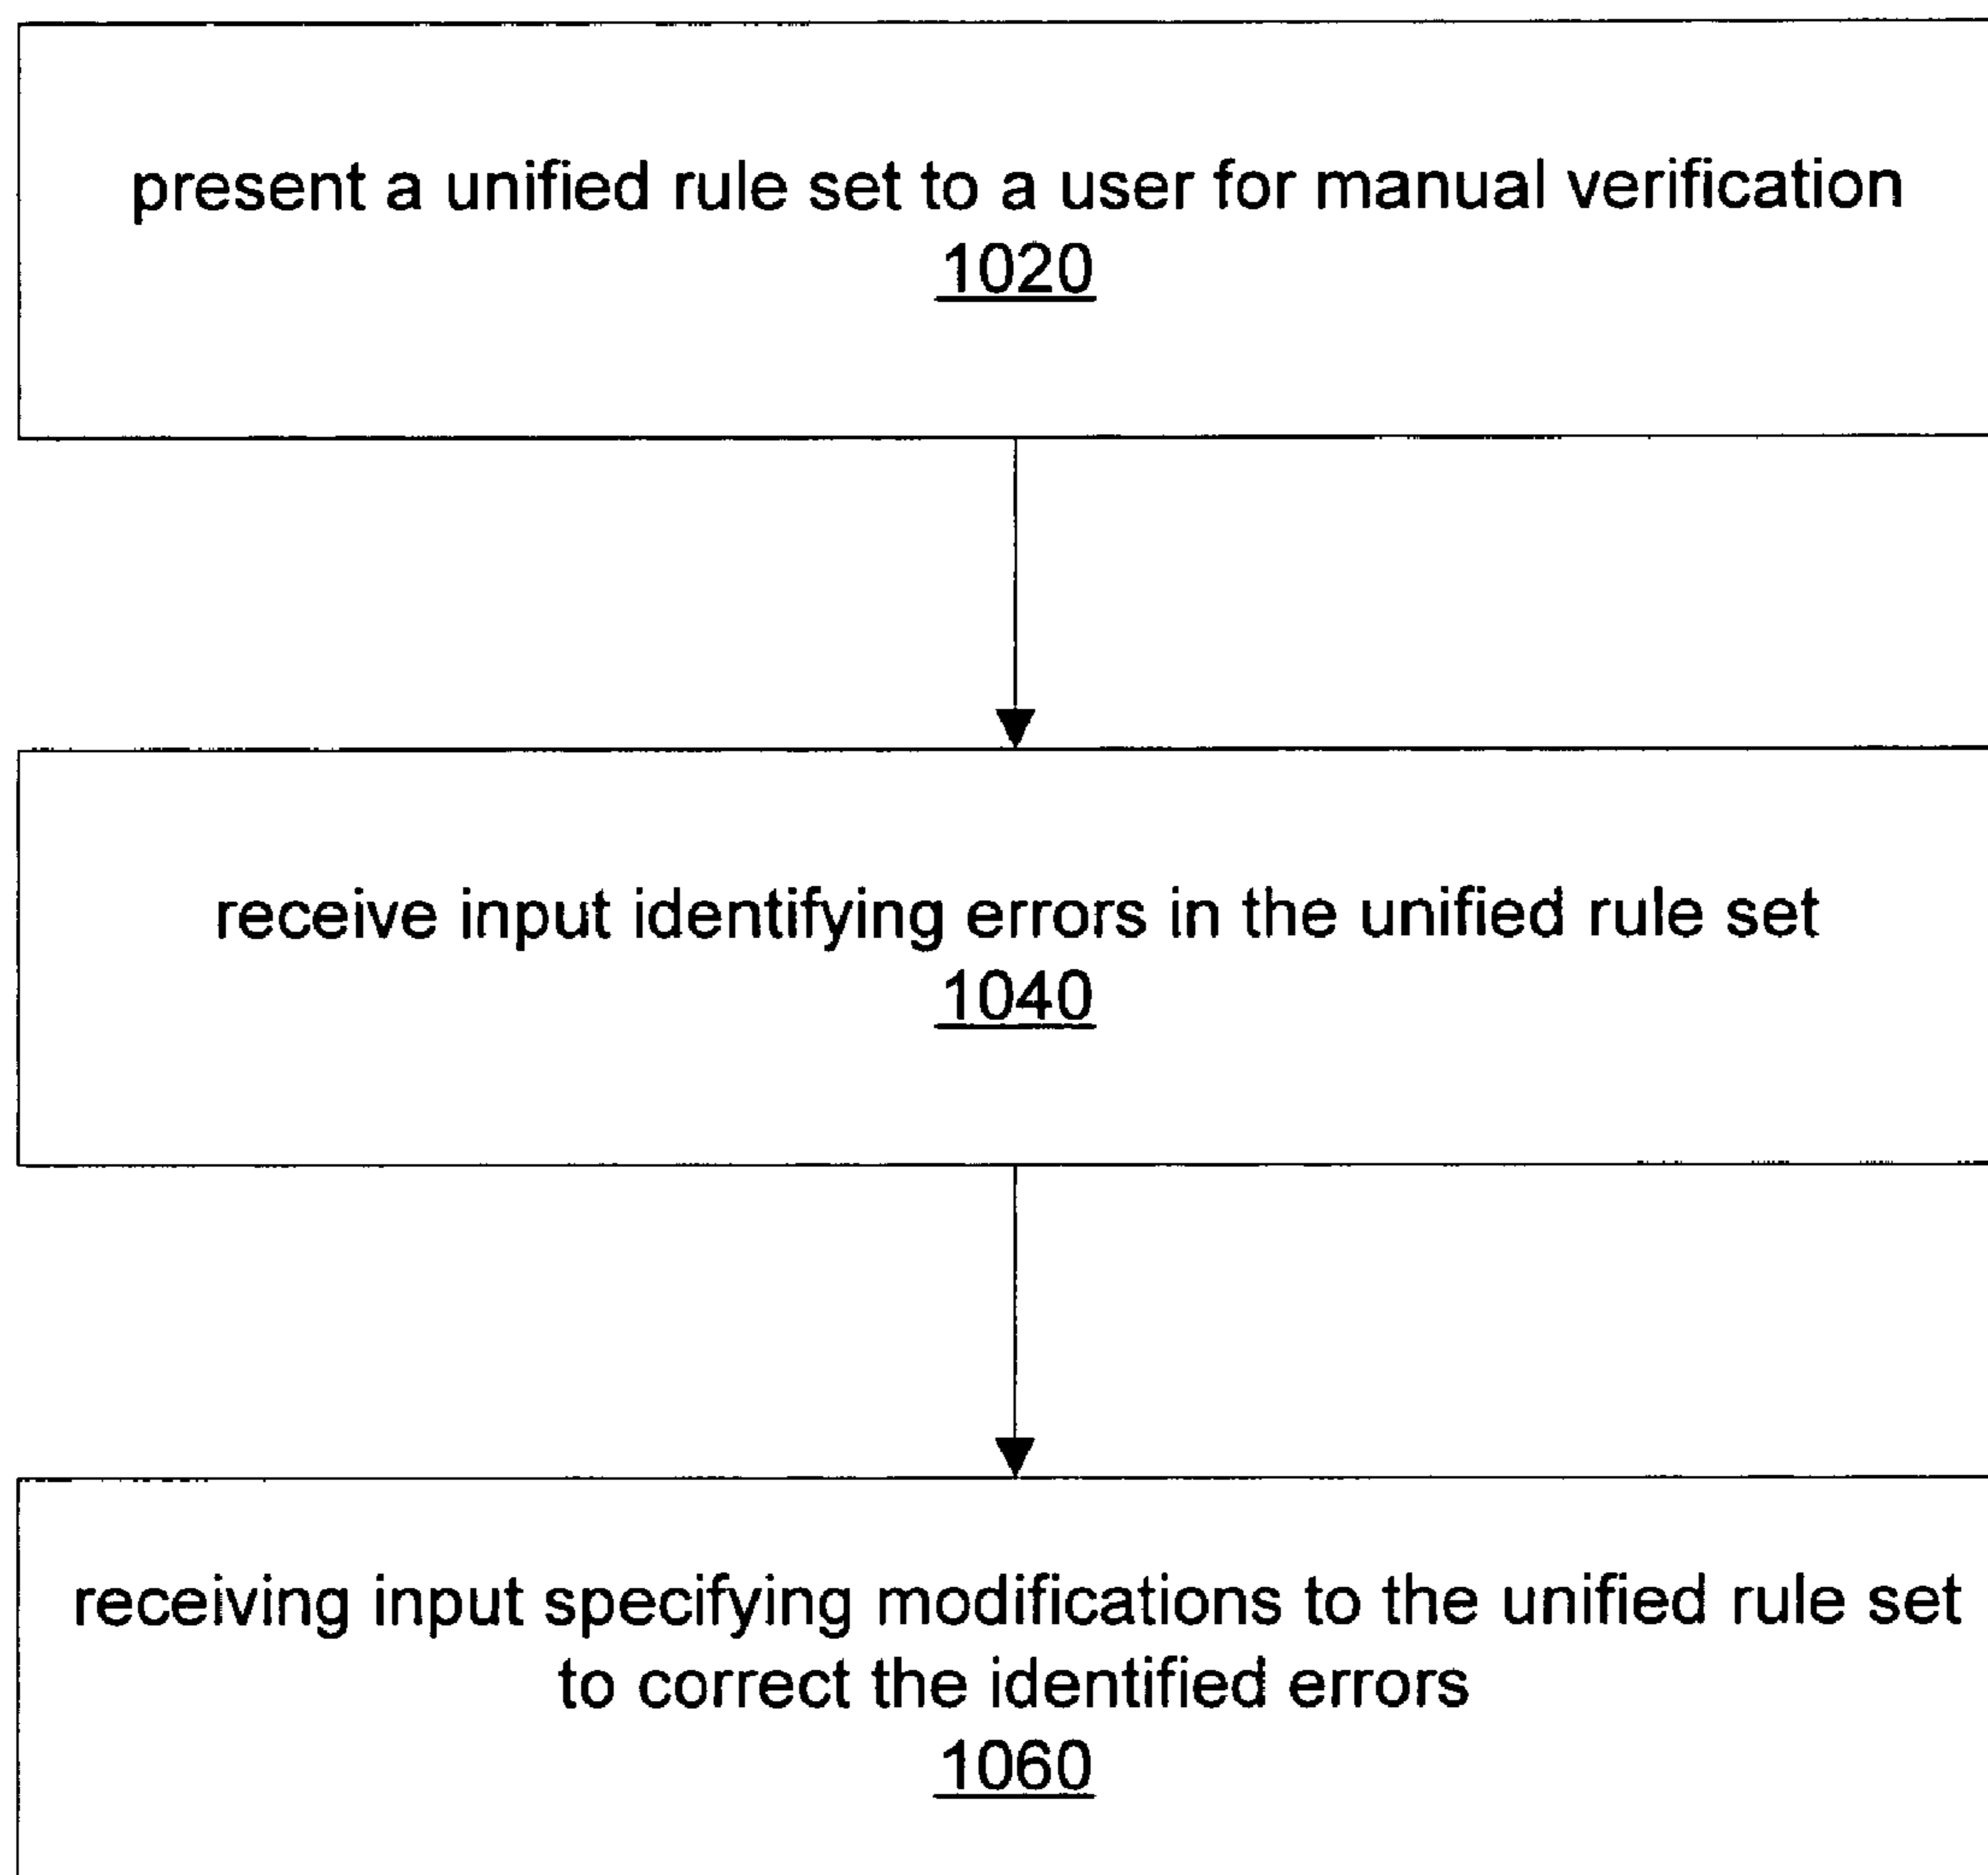 present a unified rule set to a user for manual verification
1020
receive input identifying errors in the unified rule set
1040
receiving input specifying modifications to the unified rule set
to correct the identified errors
1060